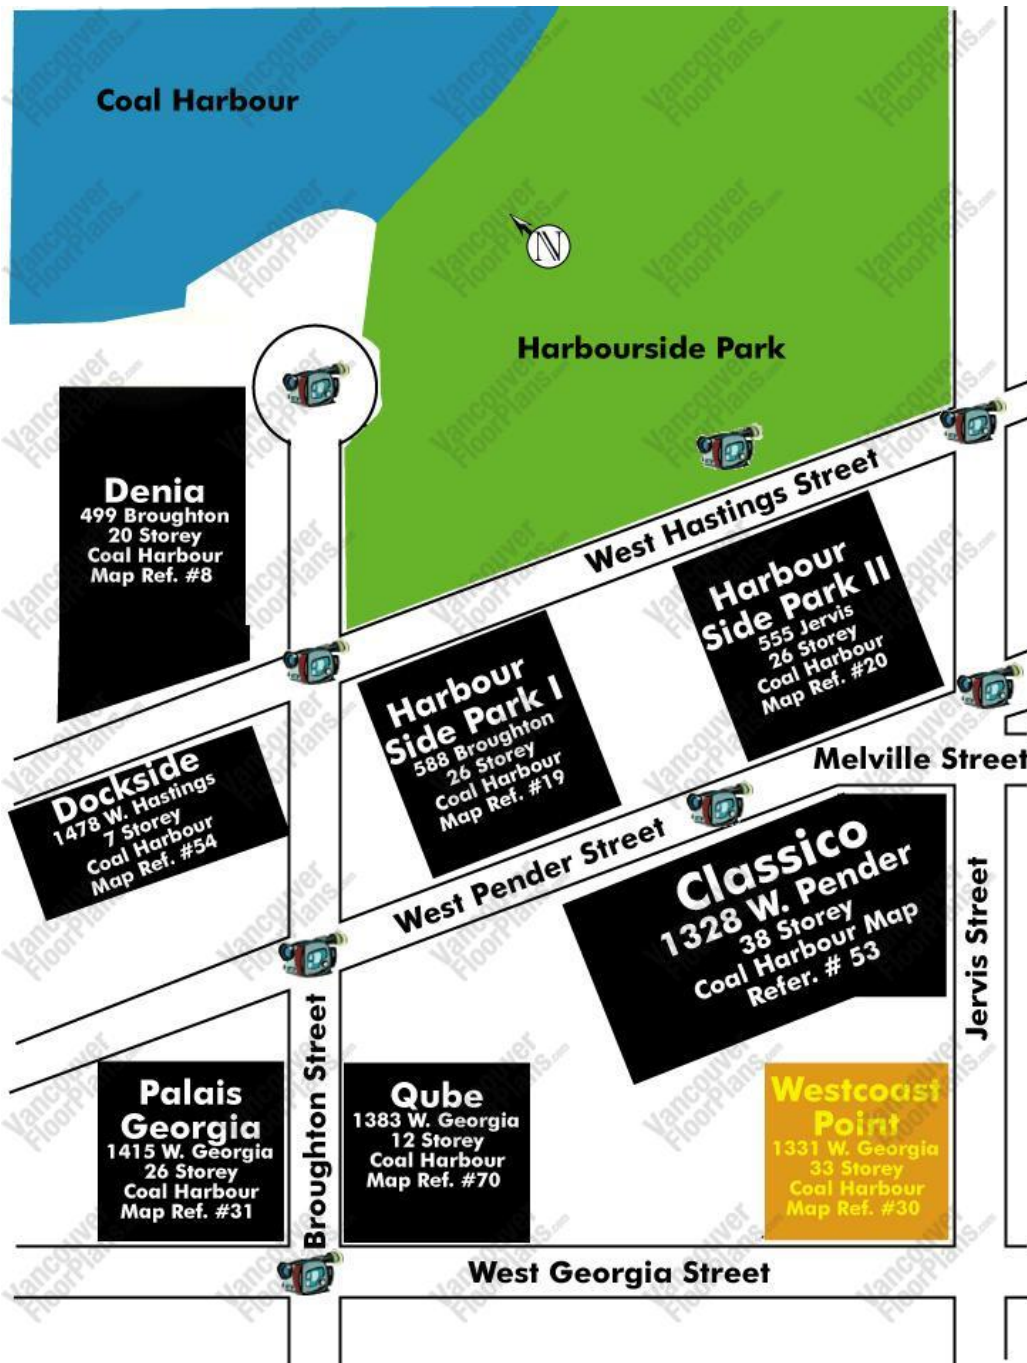 Coal Harbour
N
Harbourside Park
Denia
499 Broughton
20 Storey
Coal Harbour
Map Ref. #8
West Hastings Street
Harbour
Side Park II
555 Jervis
26 Storey
Coal Harbour
Map Ref. #20
Harbour
Side Park I
588 Broughton
26 Storey
Coal Harbour
Map Ref. #19
Dockside
1478 W. Hastings
7 Storey
Coal Harbour
Map Ref. #54
Melville Street
West Pender Street
Classico
1328 W. Pender
38 Storey
Coal Harbour Map
Refer. # 53
Jervis Street
Broughton Street
Palais
Georgia
1415 W. Georgia
26 Storey
Coal Harbour
Map Ref. #31
Qube
1383 W. Georgia
12 Storey
Coal Harbour
Map Ref. #70
Westcoast
Point
1331 W. Georgia
33 Storey
Coal Harbour
Map Ref. #30
West Georgia Street
Vancouver
FloorPlans.com